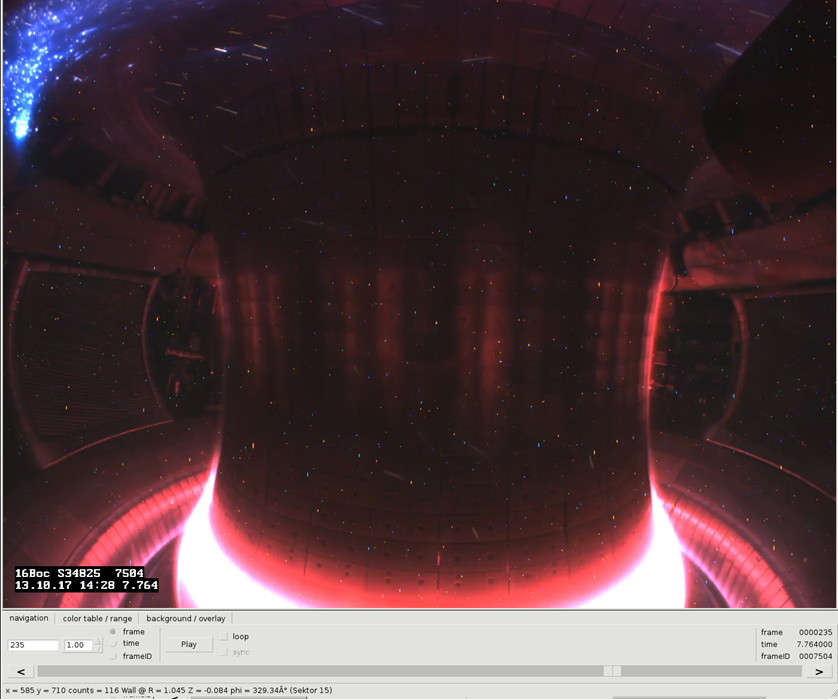 16Boc S34825 7504
13.10.17 14:28 7.764
navigation color table / range background / overlay
235 1.00 frame
time
frameID
Play
loop
sync
frame 0000235
time 7.764000
frameID 0007504
< >
x = 585 y = 710 counts = 116 Wall @ R = 1.045 Z = -0.084 phi = 329.34Â° (Sektor 15)